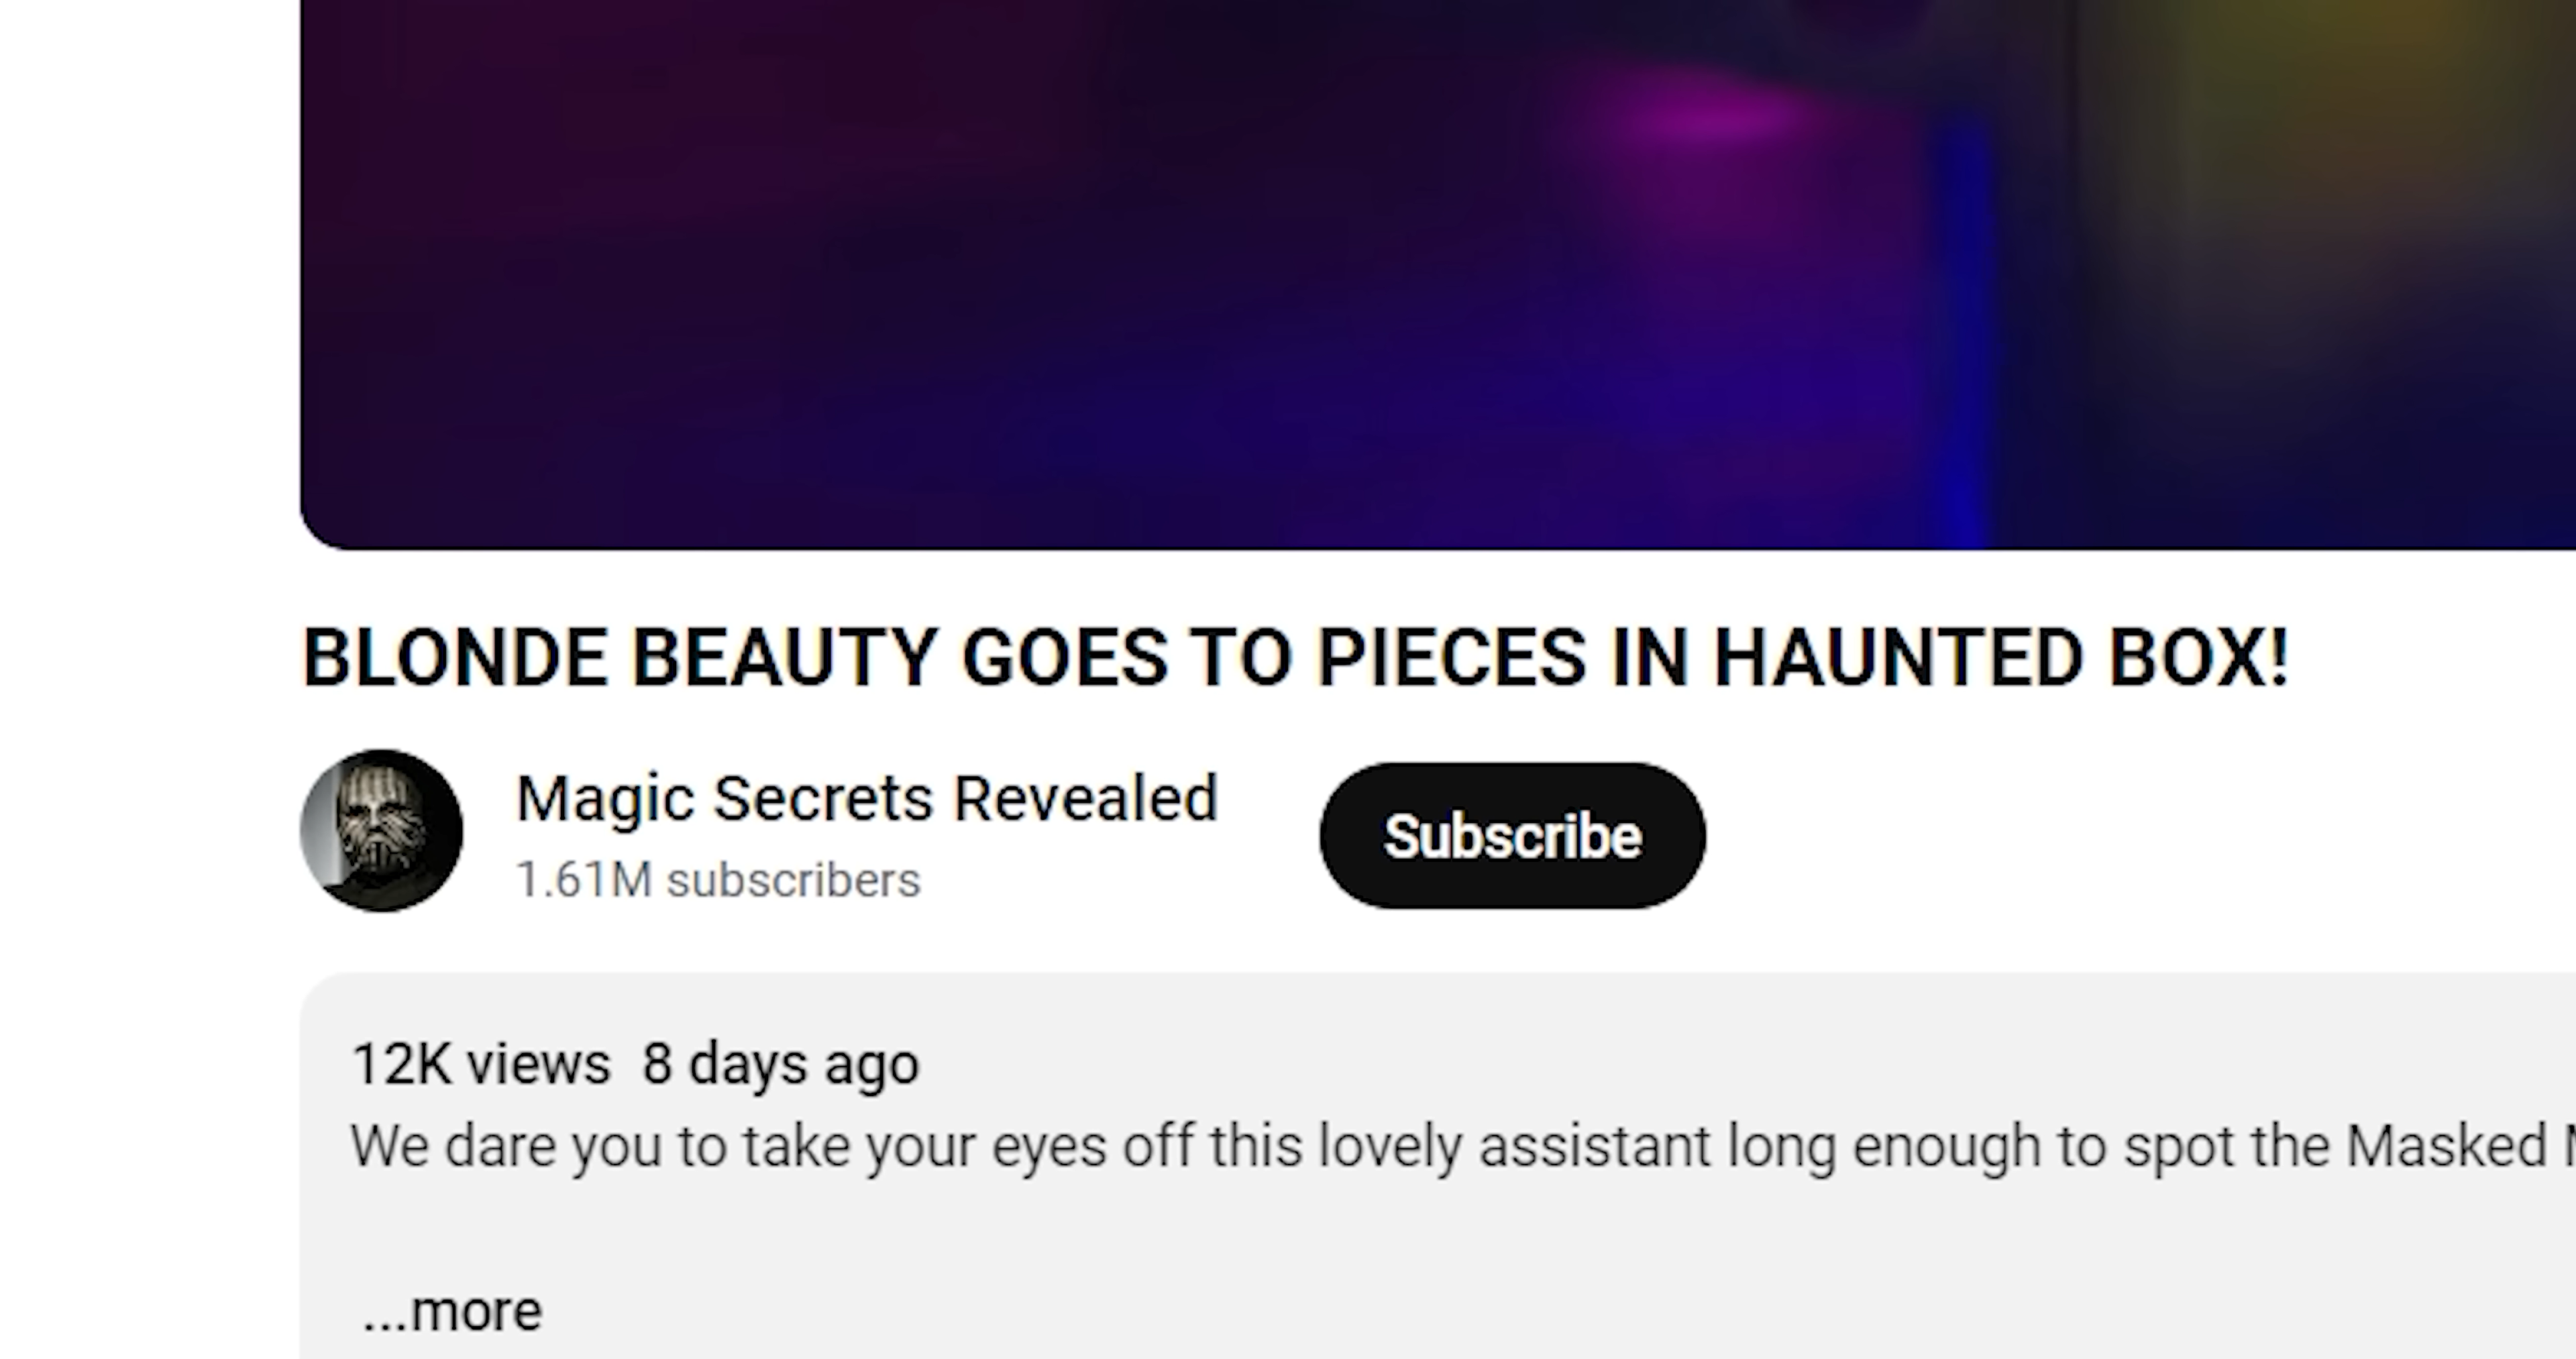 BLONDE BEAUTY GOES TO PIECES IN HAUNTED BOX!
Magic Secrets Revealed
Subscribe
1.61M subscribers
12K views 8 days ago
We dare you to take your eyes off this lovely assistant long enough to spot the Masked
...more